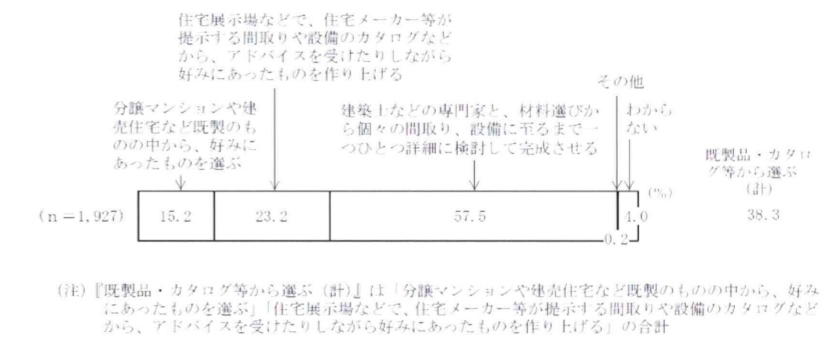 住宅展示場などで、住宅メーカー等が
提示する間取りや設備のカタログなど
から、アドバイスを受けたりしながら
好みにあったものを作り上げる
分譲マンションや建
売住宅など既製のも
のの中から、好みに
あったものを選ぶ
建築士などの専門家と、材料選びか
ら個々の間取り、設備に至るまで一
つひとつ詳細に検討して完成させる
その他
わから
ない
既製品・カタロ
グ等から選ぶ
(計)
(%)
(n=1,927)
15.2
23.2
57.5
0.2
4.0
38.3
(注)『既製品・カタログ等から選ぶ(計)』は「分譲マンションや建売住宅など既製のものの中から、好み
にあったものを選ぶ」「住宅展示場などで、住宅メーカー等が提示する間取りや設備のカタログなど
から、アドバイスを受けたりしながら好みにあったものを作り上げる」の合計